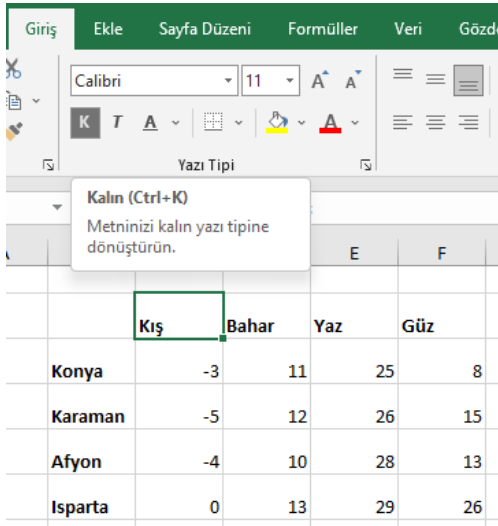 Giriş Ekle Sayfa Düzeni Formüller Veri Gözd
Calibri 11 A A
K T A A
Yazı Tipi
Kalın (Ctrl+K)
Metninizi kalın yazı tipine
dönüştürün.
E F
Kış Bahar Yaz Güz
Konya -3 11 25 8
Karaman -5 12 26 15
Afyon -4 10 28 13
Isparta 0 13 29 26